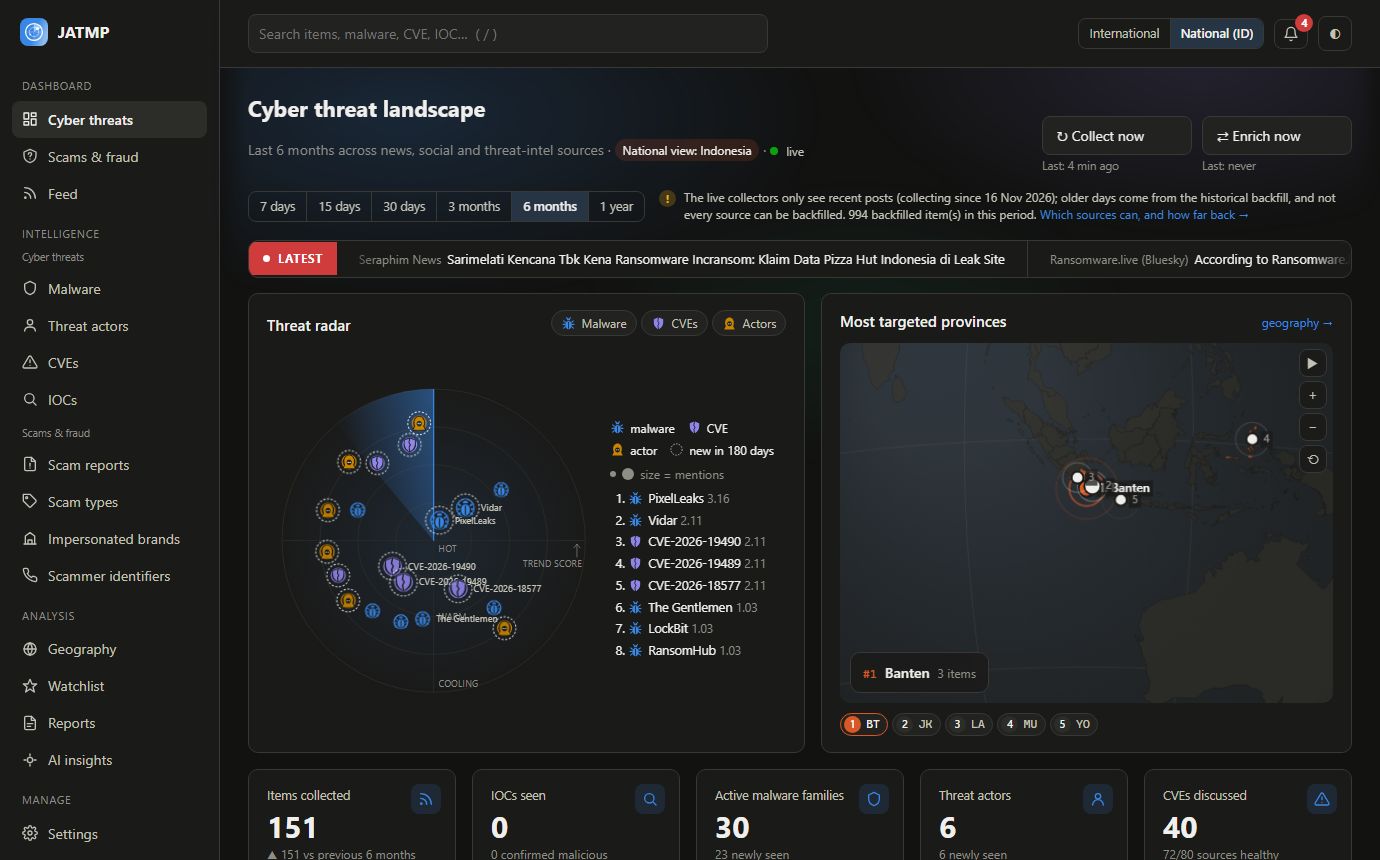 JATMP
Search items, malware, CVE, IOC... ( / )
International
National (ID)
4
DASHBOARD
Cyber threats
Scams & fraud
Feed
INTELLIGENCE
Cyber threats
Malware
Threat actors
CVEs
IOCs
Scams & fraud
Scam reports
Scam types
Impersonated brands
Scammer identifiers
ANALYSIS
Geography
Watchlist
Reports
AI insights
MANAGE
Settings
Cyber threat landscape
Last 6 months across news, social and threat-intel sources · National view: Indonesia · ● live
↻ Collect now
Last: 4 min ago
⇄ Enrich now
Last: never
7 days
15 days
30 days
3 months
6 months
1 year
! The live collectors only see recent posts (collecting since 16 Nov 2026); older days come from the historical backfill, and not
every source can be backfilled. 994 backfilled item(s) in this period. Which sources can, and how far back →
● LATEST
Seraphim News Sarimelati Kencana Tbk Kena Ransomware Incransom: Klaim Data Pizza Hut Indonesia di Leak Site
Ransomware.live (Bluesky) According to Ransomware.
Threat radar
Malware
CVEs
Actors
Vidar
PixelLeaks
HOT
TREND SCORE
CVE-2026-19490
CVE-2026-19489
CVE-2026-18577
The Gentlemen
COOLING
malware
CVE
actor
new in 180 days
size = mentions
1. PixelLeaks 3.16
2. Vidar 2.11
3. CVE-2026-19490 2.11
4. CVE-2026-19489 2.11
5. CVE-2026-18577 2.11
6. The Gentlemen 1.03
7. LockBit 1.03
8. RansomHub 1.03
Most targeted provinces
geography →
+
−
4
3
1
2
Banten
5
#1 Banten 3 items
1 BT
2 JK
3 LA
4 MU
5 YO
Items collected
151
▲ 151 vs previous 6 months
IOCs seen
0
0 confirmed malicious
Active malware families
30
23 newly seen
Threat actors
6
6 newly seen
CVEs discussed
40
72/80 sources healthy